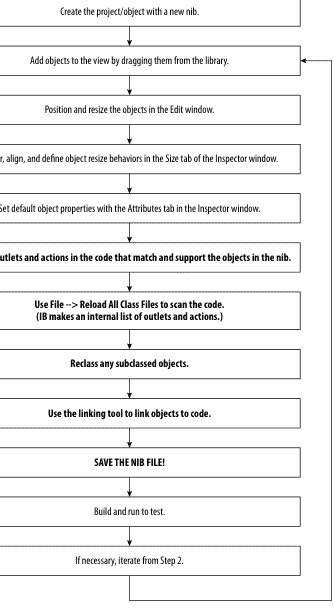 Create the project/object with a new nib.
Add objects to the view by dragging them from the library.
Position and resize the objects in the Edit window.
align, and define object resize behaviors in the Size tab of the Inspector window.
Set default object properties with the Attributes tab in the Inspector window.
outlets and actions in the code that match and support the objects in the nib.
Use File --> Reload All Class Files to scan the code.
(IB makes an internal list of outlets and actions.)
Reclass any subclassed objects.
Use the linking tool to link objects to code.
SAVE THE NIB FILE!
Build and run to test.
If necessary, iterate from Step 2.